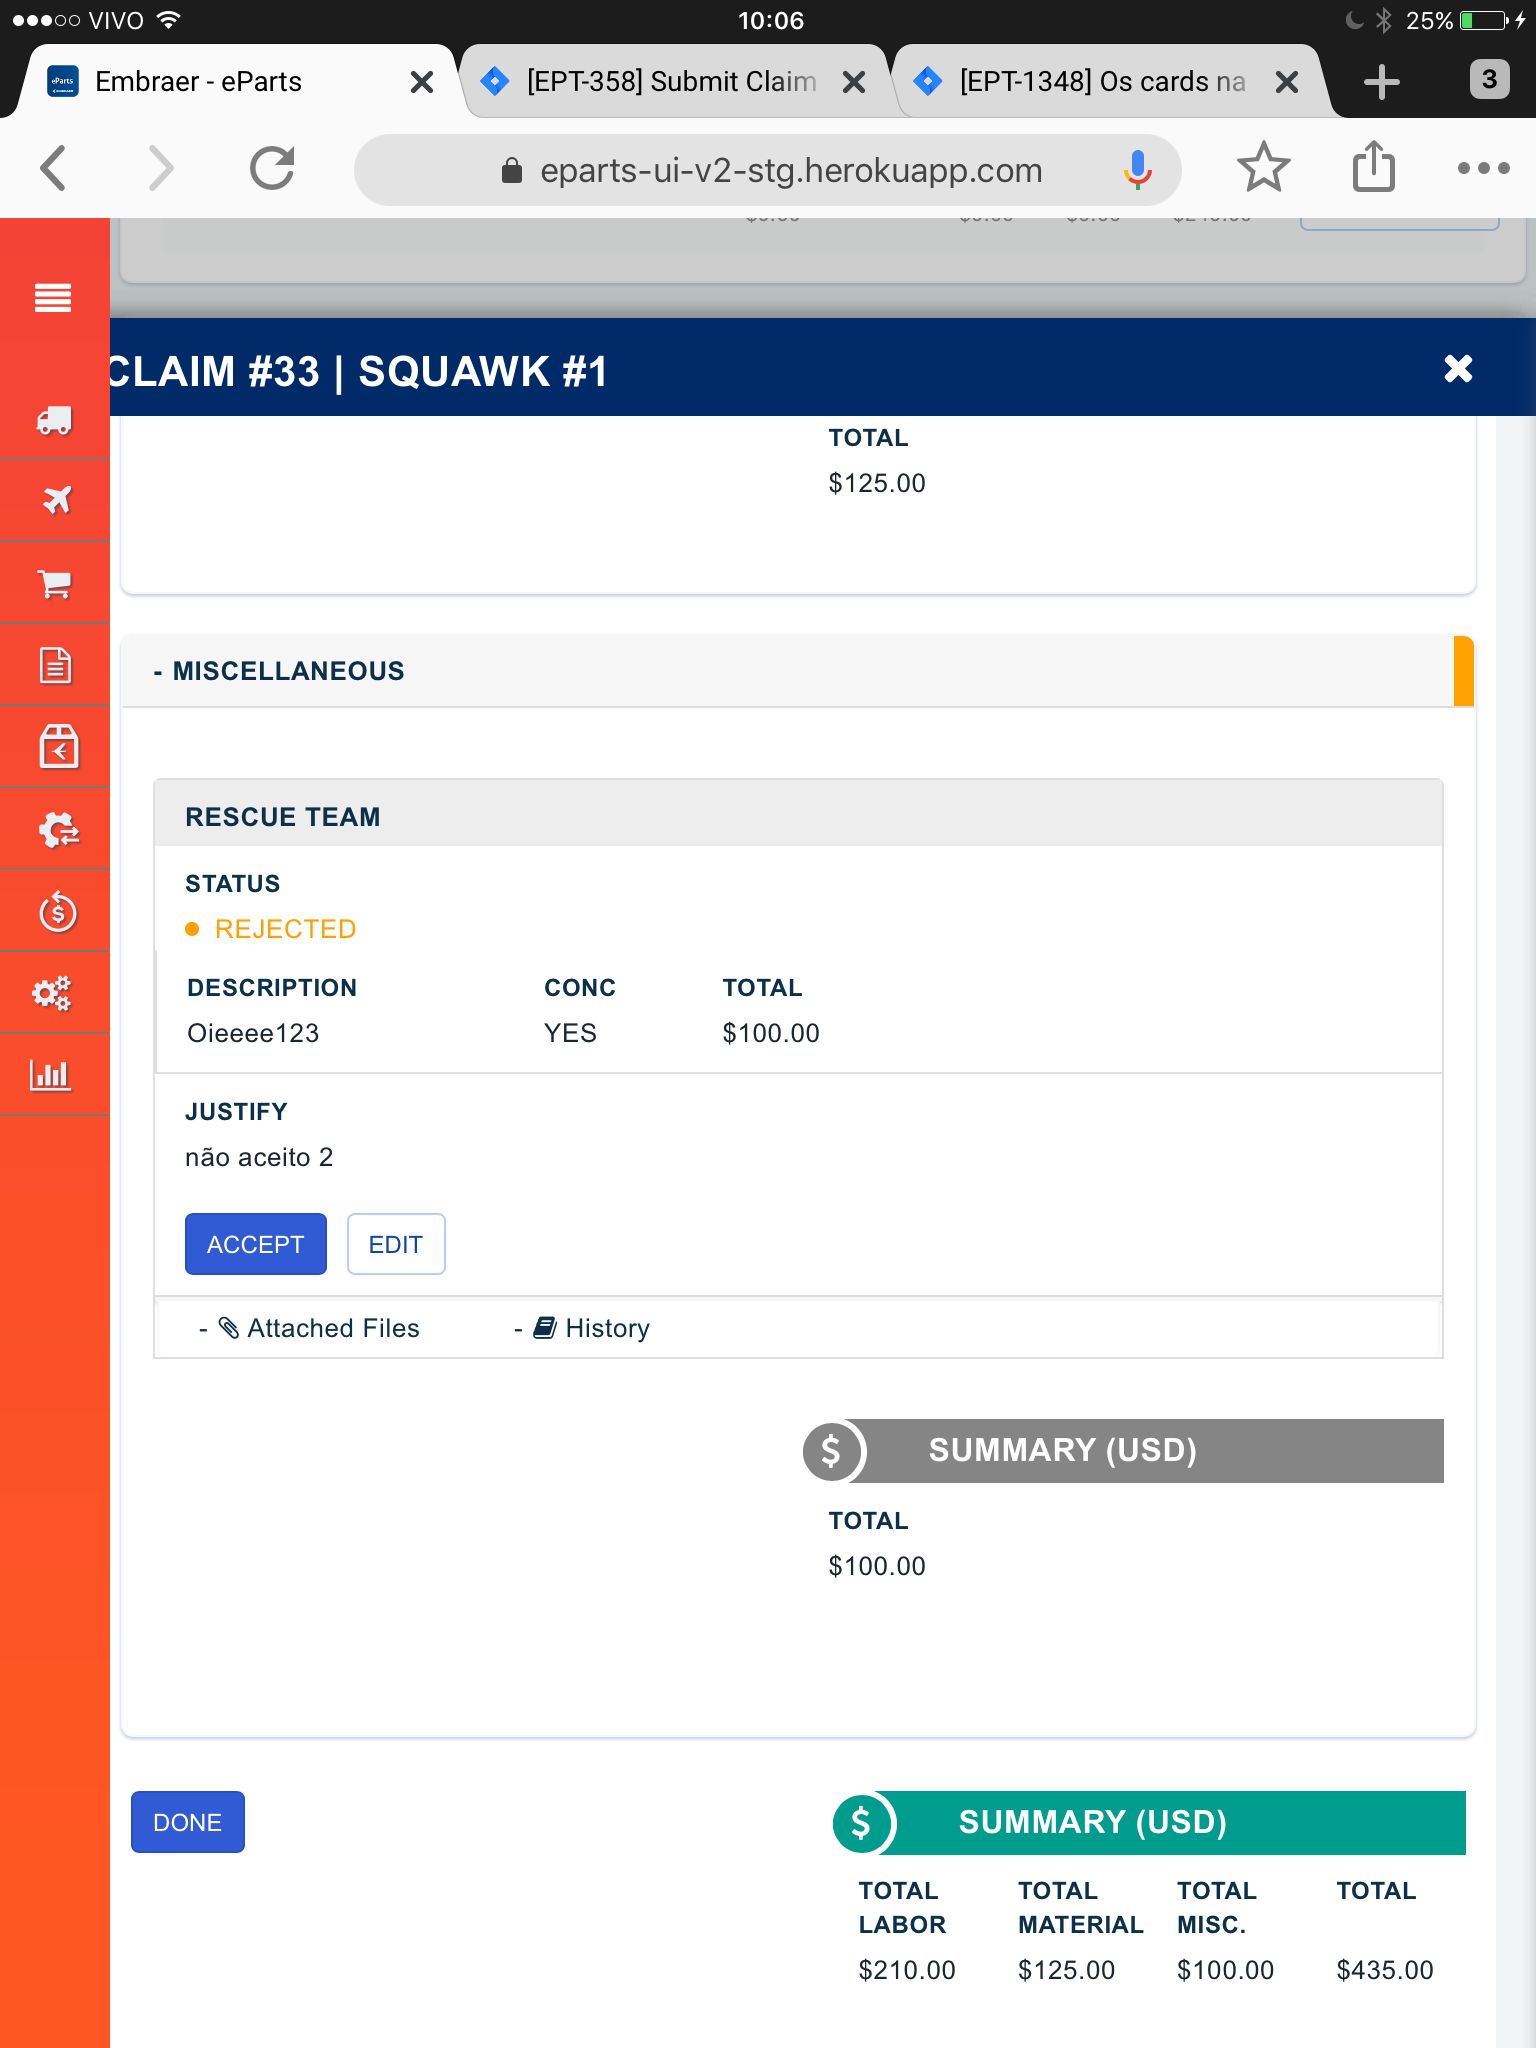 VIVO 10:06 25%
eParts Embraer - eParts [EPT-358] Submit Claim [EPT-1348] Os cards na 3
eparts-ui-v2-stg.herokuapp.com
CLAIM #33 | SQUAWK #1
TOTAL
$125.00
- MISCELLANEOUS
RESCUE TEAM
STATUS
REJECTED
DESCRIPTION CONC TOTAL
Oieeee123 YES $100.00
JUSTIFY
não aceito 2
ACCEPT EDIT
- Attached Files - History
$ SUMMARY (USD)
TOTAL
$100.00
DONE $ SUMMARY (USD)
TOTAL TOTAL TOTAL TOTAL
LABOR MATERIAL MISC.
$210.00 $125.00 $100.00 $435.00